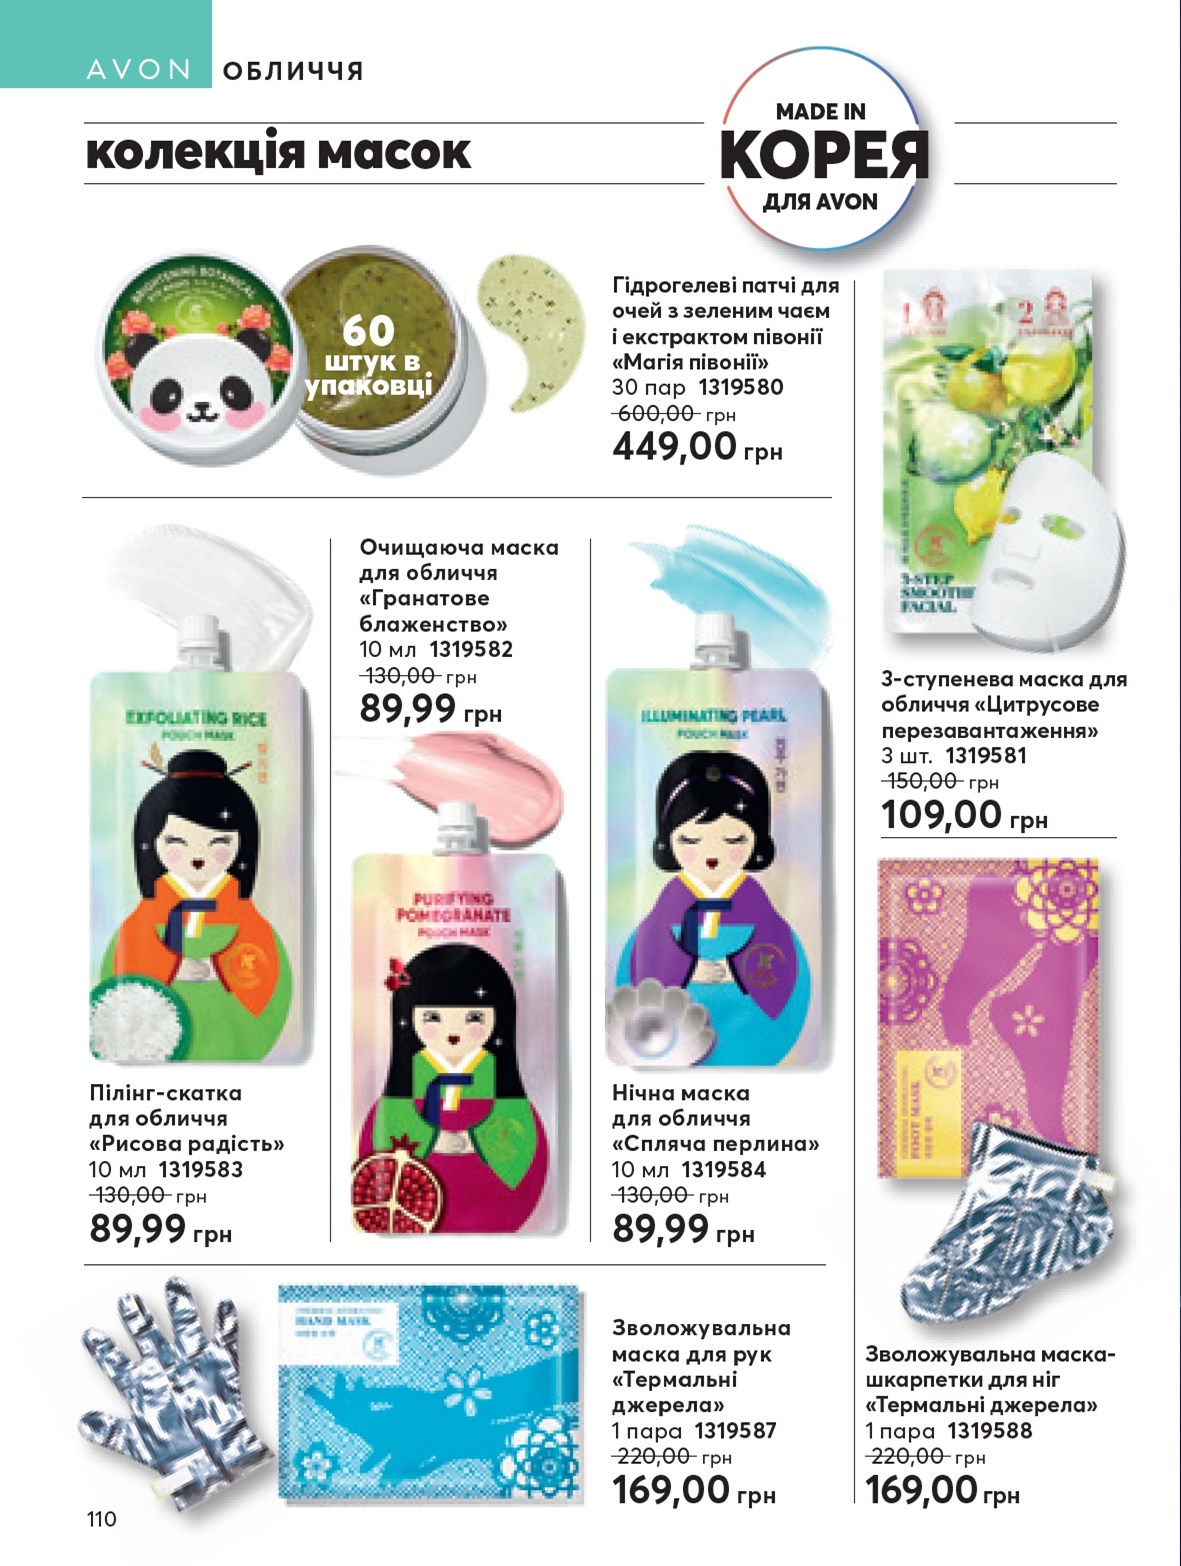 AVON ОБЛИЧЧЯ
колекція масок
MADE IN
КОРЕЯ
ДЛЯ AVON
BRIGHTENING BOTANICAL
60
штук в
упаковці
Гідрогелеві патчі для
очей з зеленим чаєм
і екстрактом півонії
«Магія півонії»
30 пар 1319580
600,00 грн
449,00 грн
1 2
3-STEP
SMOOTH
FACIAL
3-ступенева маска для
обличчя «Цитрусове
перезавантаження»
3 шт. 1319581
150,00 грн
109,00 грн
Очищаюча маска
для обличчя
«Гранатове
блаженство»
10 мл 1319582
130,00 грн
89,99 грн
EXFOLIATING RICE
POUCH MASK
PURIFYING
POMEGRANATE
POUCH MASK
ILLUMINATING PEARL
POUCH MASK
Пілінг-скатка
для обличчя
«Рисова радість»
10 мл 1319583
130,00 грн
89,99 грн
Нічна маска
для обличчя
«Спляча перлина»
10 мл 1319584
130,00 грн
89,99 грн
FOOT MASK
HAND MASK
Зволожувальна
маска для рук
«Термальні
джерела»
1 пара 1319587
220,00 грн
169,00 грн
Зволожувальна маска-
шкарпетки для ніг
«Термальні джерела»
1 пара 1319588
220,00 грн
169,00 грн
110